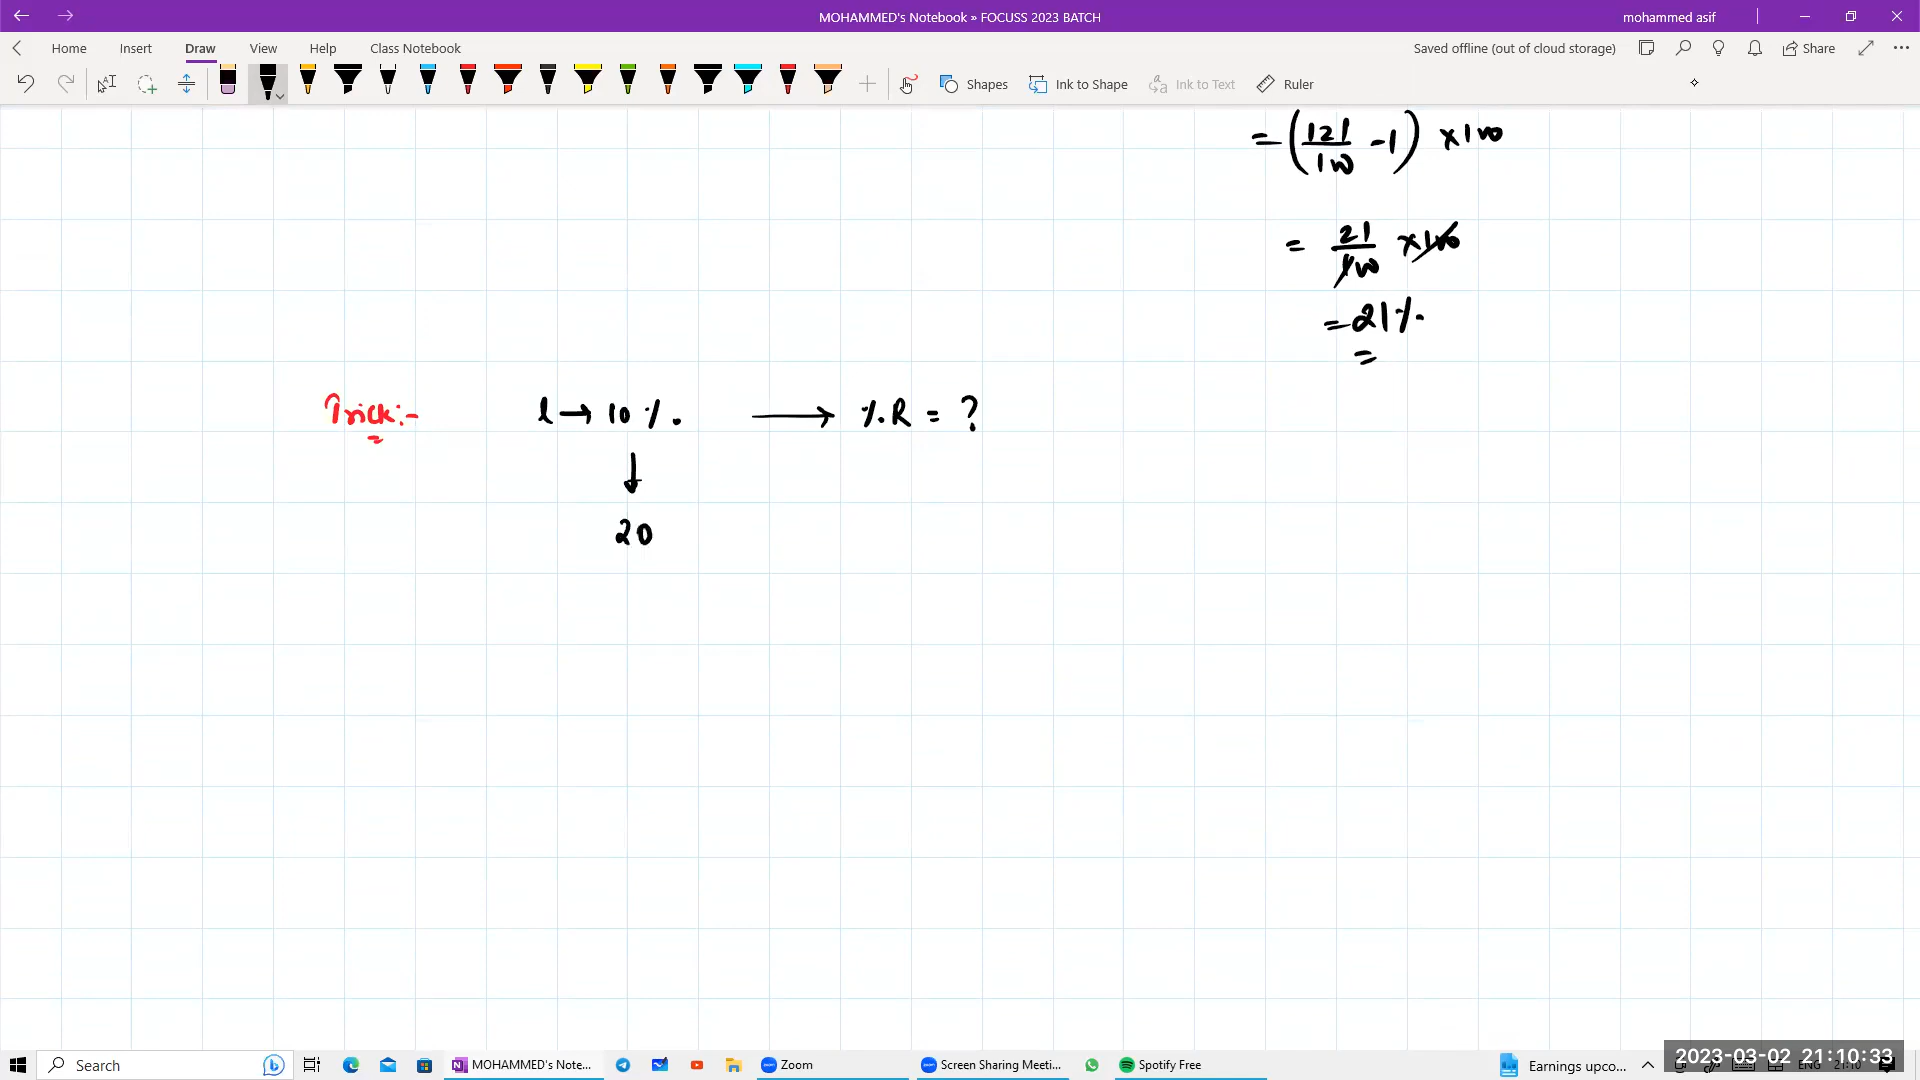 MOHAMMED's Notebook » FOCUSS 2023 BATCH
mohammed asif
Home Insert Draw View Help Class Notebook
Saved offline (out of cloud storage)
Share
Shapes Ink to Shape Ink to Text Ruler
= (121/100 - 1) × 100
= 21/100 × 100
= 21%
Trick:-
l → 10 %. → %.R = ?
↓
20
Search
MOHAMMED's Note...
Zoom
Screen Sharing Meeti...
Spotify Free
Earnings upco...
2023-03-02 21:10:33
ENG 21:10